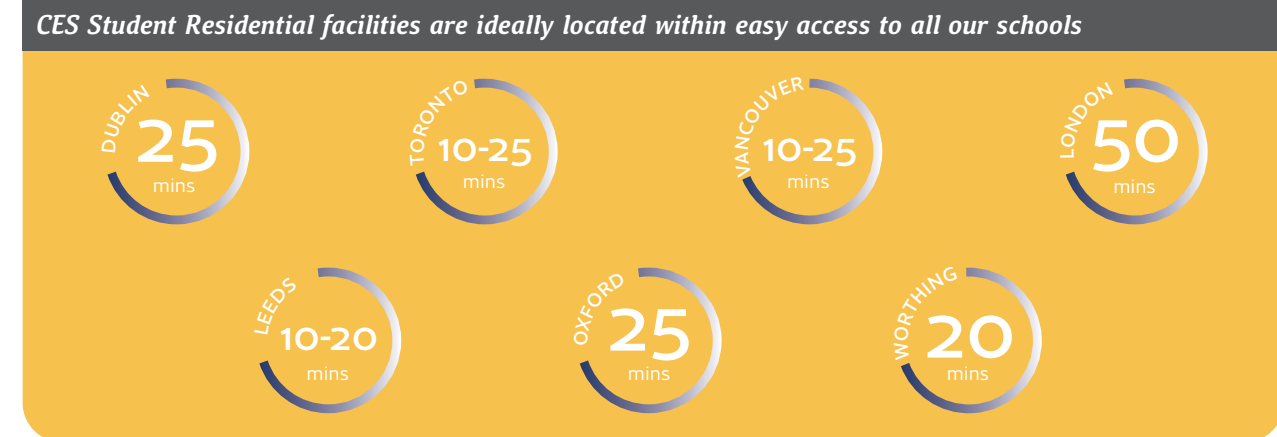 CES Student Residential facilities are ideally located within easy access to all our schools
DUBLIN
25
mins
TORONTO
10-25
mins
VANCOUVER
10-25
mins
LONDON
50
mins
LEEDS
10-20
mins
OXFORD
25
mins
WORTHING
20
mins